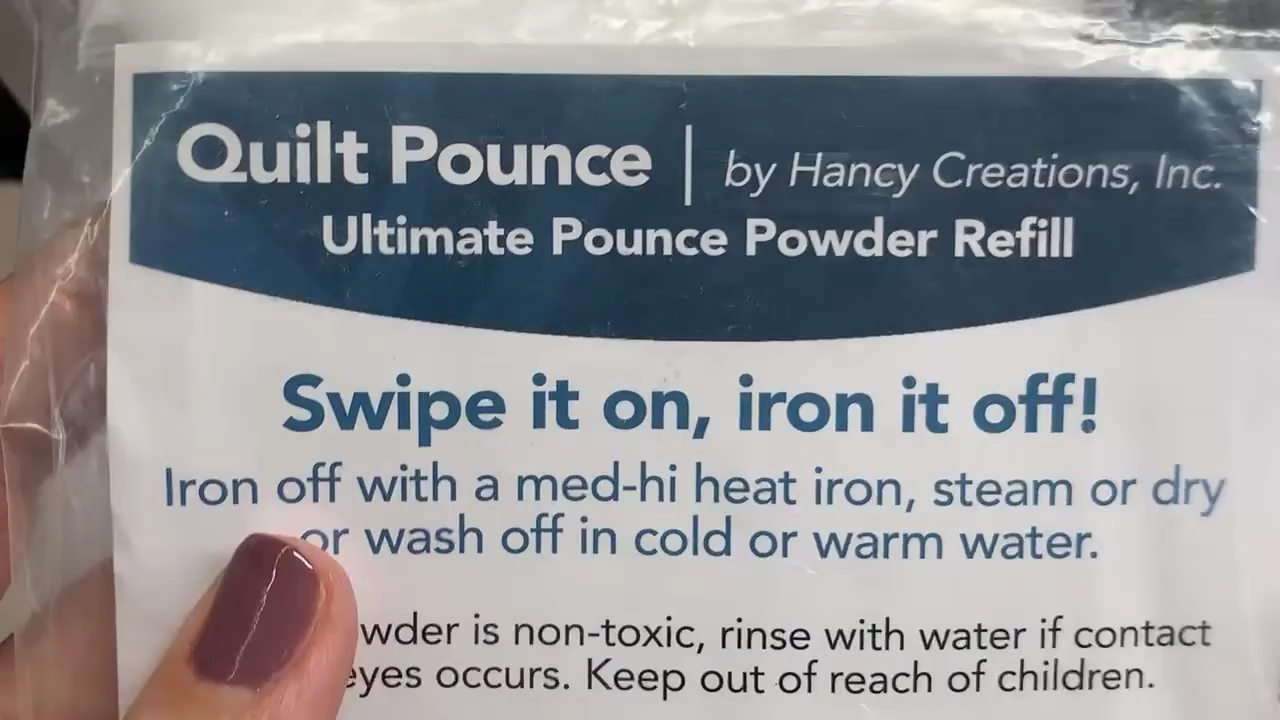 Quilt Pounce | by Hancy Creations, Inc.
Ultimate Pounce Powder Refill
Swipe it on, iron it off!
Iron off with a med-hi heat iron, steam or dry
or wash off in cold or warm water.
wder is non-toxic, rinse with water if contact
eyes occurs. Keep out of reach of children.